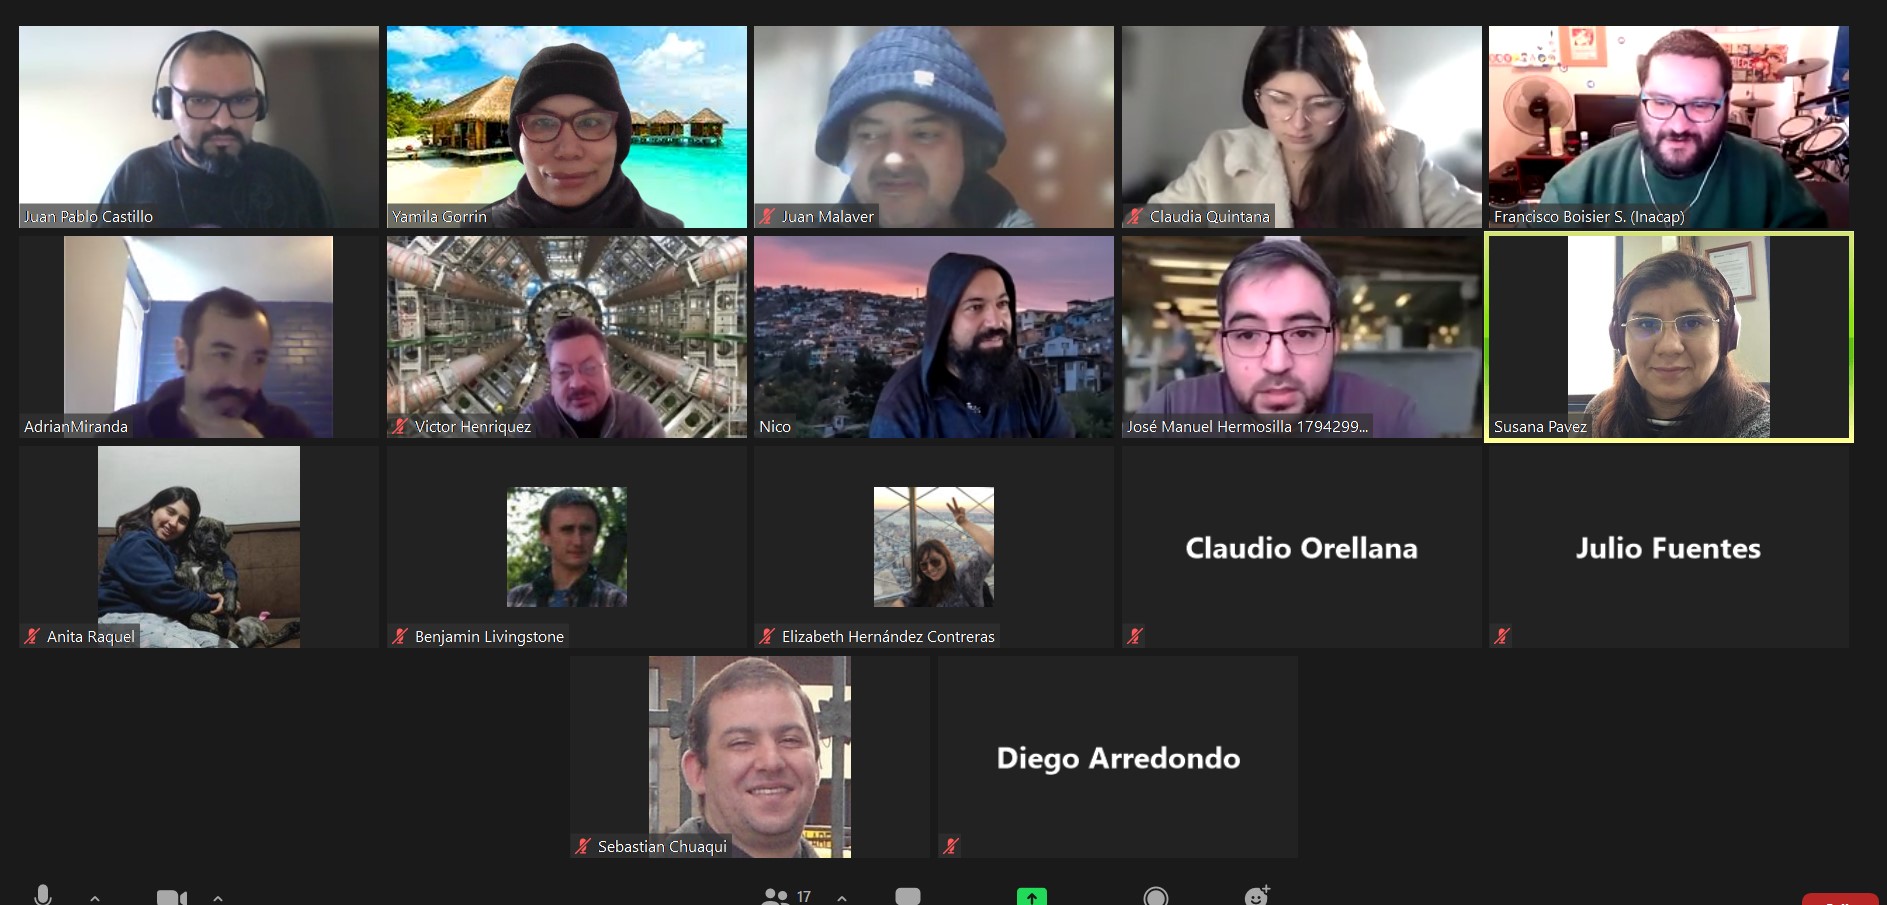 Juan Pablo Castillo
Yamila Gorrin
Juan Malaver
Claudia Quintana
Francisco Boisier S. (Inacap)
AdrianMiranda
Victor Henriquez
Nico
José Manuel Hermosilla 1794299...
Susana Pavez
Anita Raquel
Benjamin Livingstone
Elizabeth Hernández Contreras
Claudio Orellana
Julio Fuentes
Sebastian Chuaqui
Diego Arredondo
17